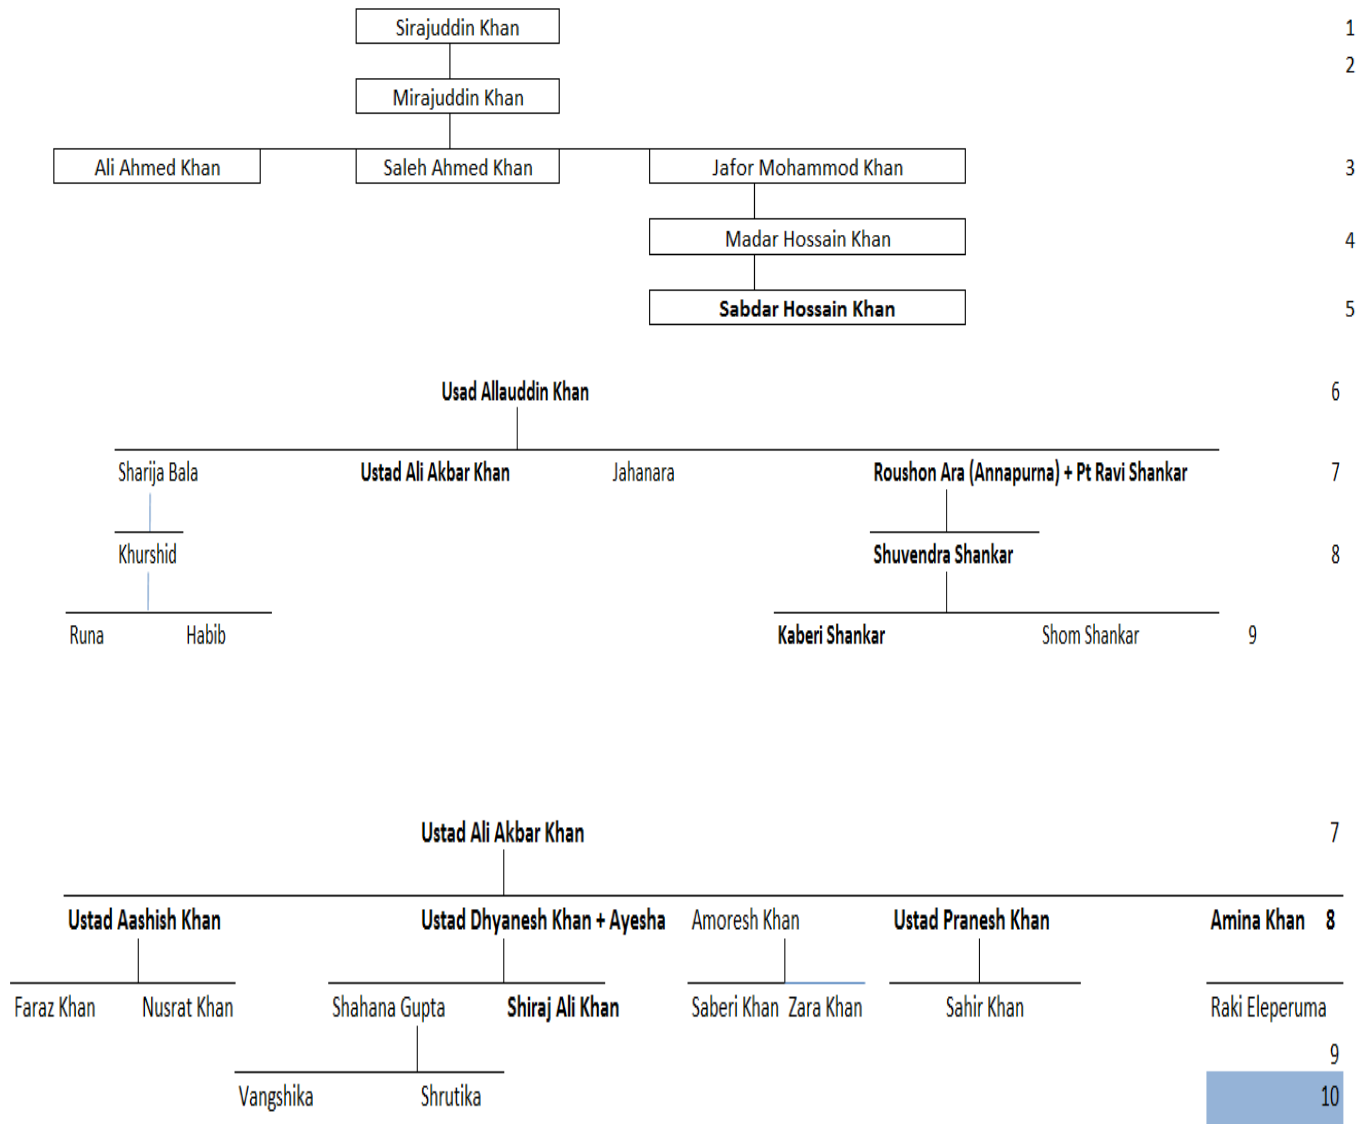 Sirajuddin Khan 1
2
Mirajuddin Khan
Ali Ahmed Khan Saleh Ahmed Khan Jafor Mohammod Khan 3
Madar Hossain Khan 4
Sabdar Hossain Khan 5
Usad Allauddin Khan 6
Sharija Bala Ustad Ali Akbar Khan Jahanara Roushon Ara (Annapurna) + Pt Ravi Shankar 7
Khurshid Shuvendra Shankar 8
Runa Habib Kaberi Shankar Shom Shankar 9
Ustad Ali Akbar Khan 7
Ustad Aashish Khan Ustad Dhyanesh Khan + Ayesha Amoresh Khan Ustad Pranesh Khan Amina Khan 8
Faraz Khan Nusrat Khan Shahana Gupta Shiraj Ali Khan Saberi Khan Zara Khan Sahir Khan Raki Eleperuma
9
Vangshika Shrutika 10